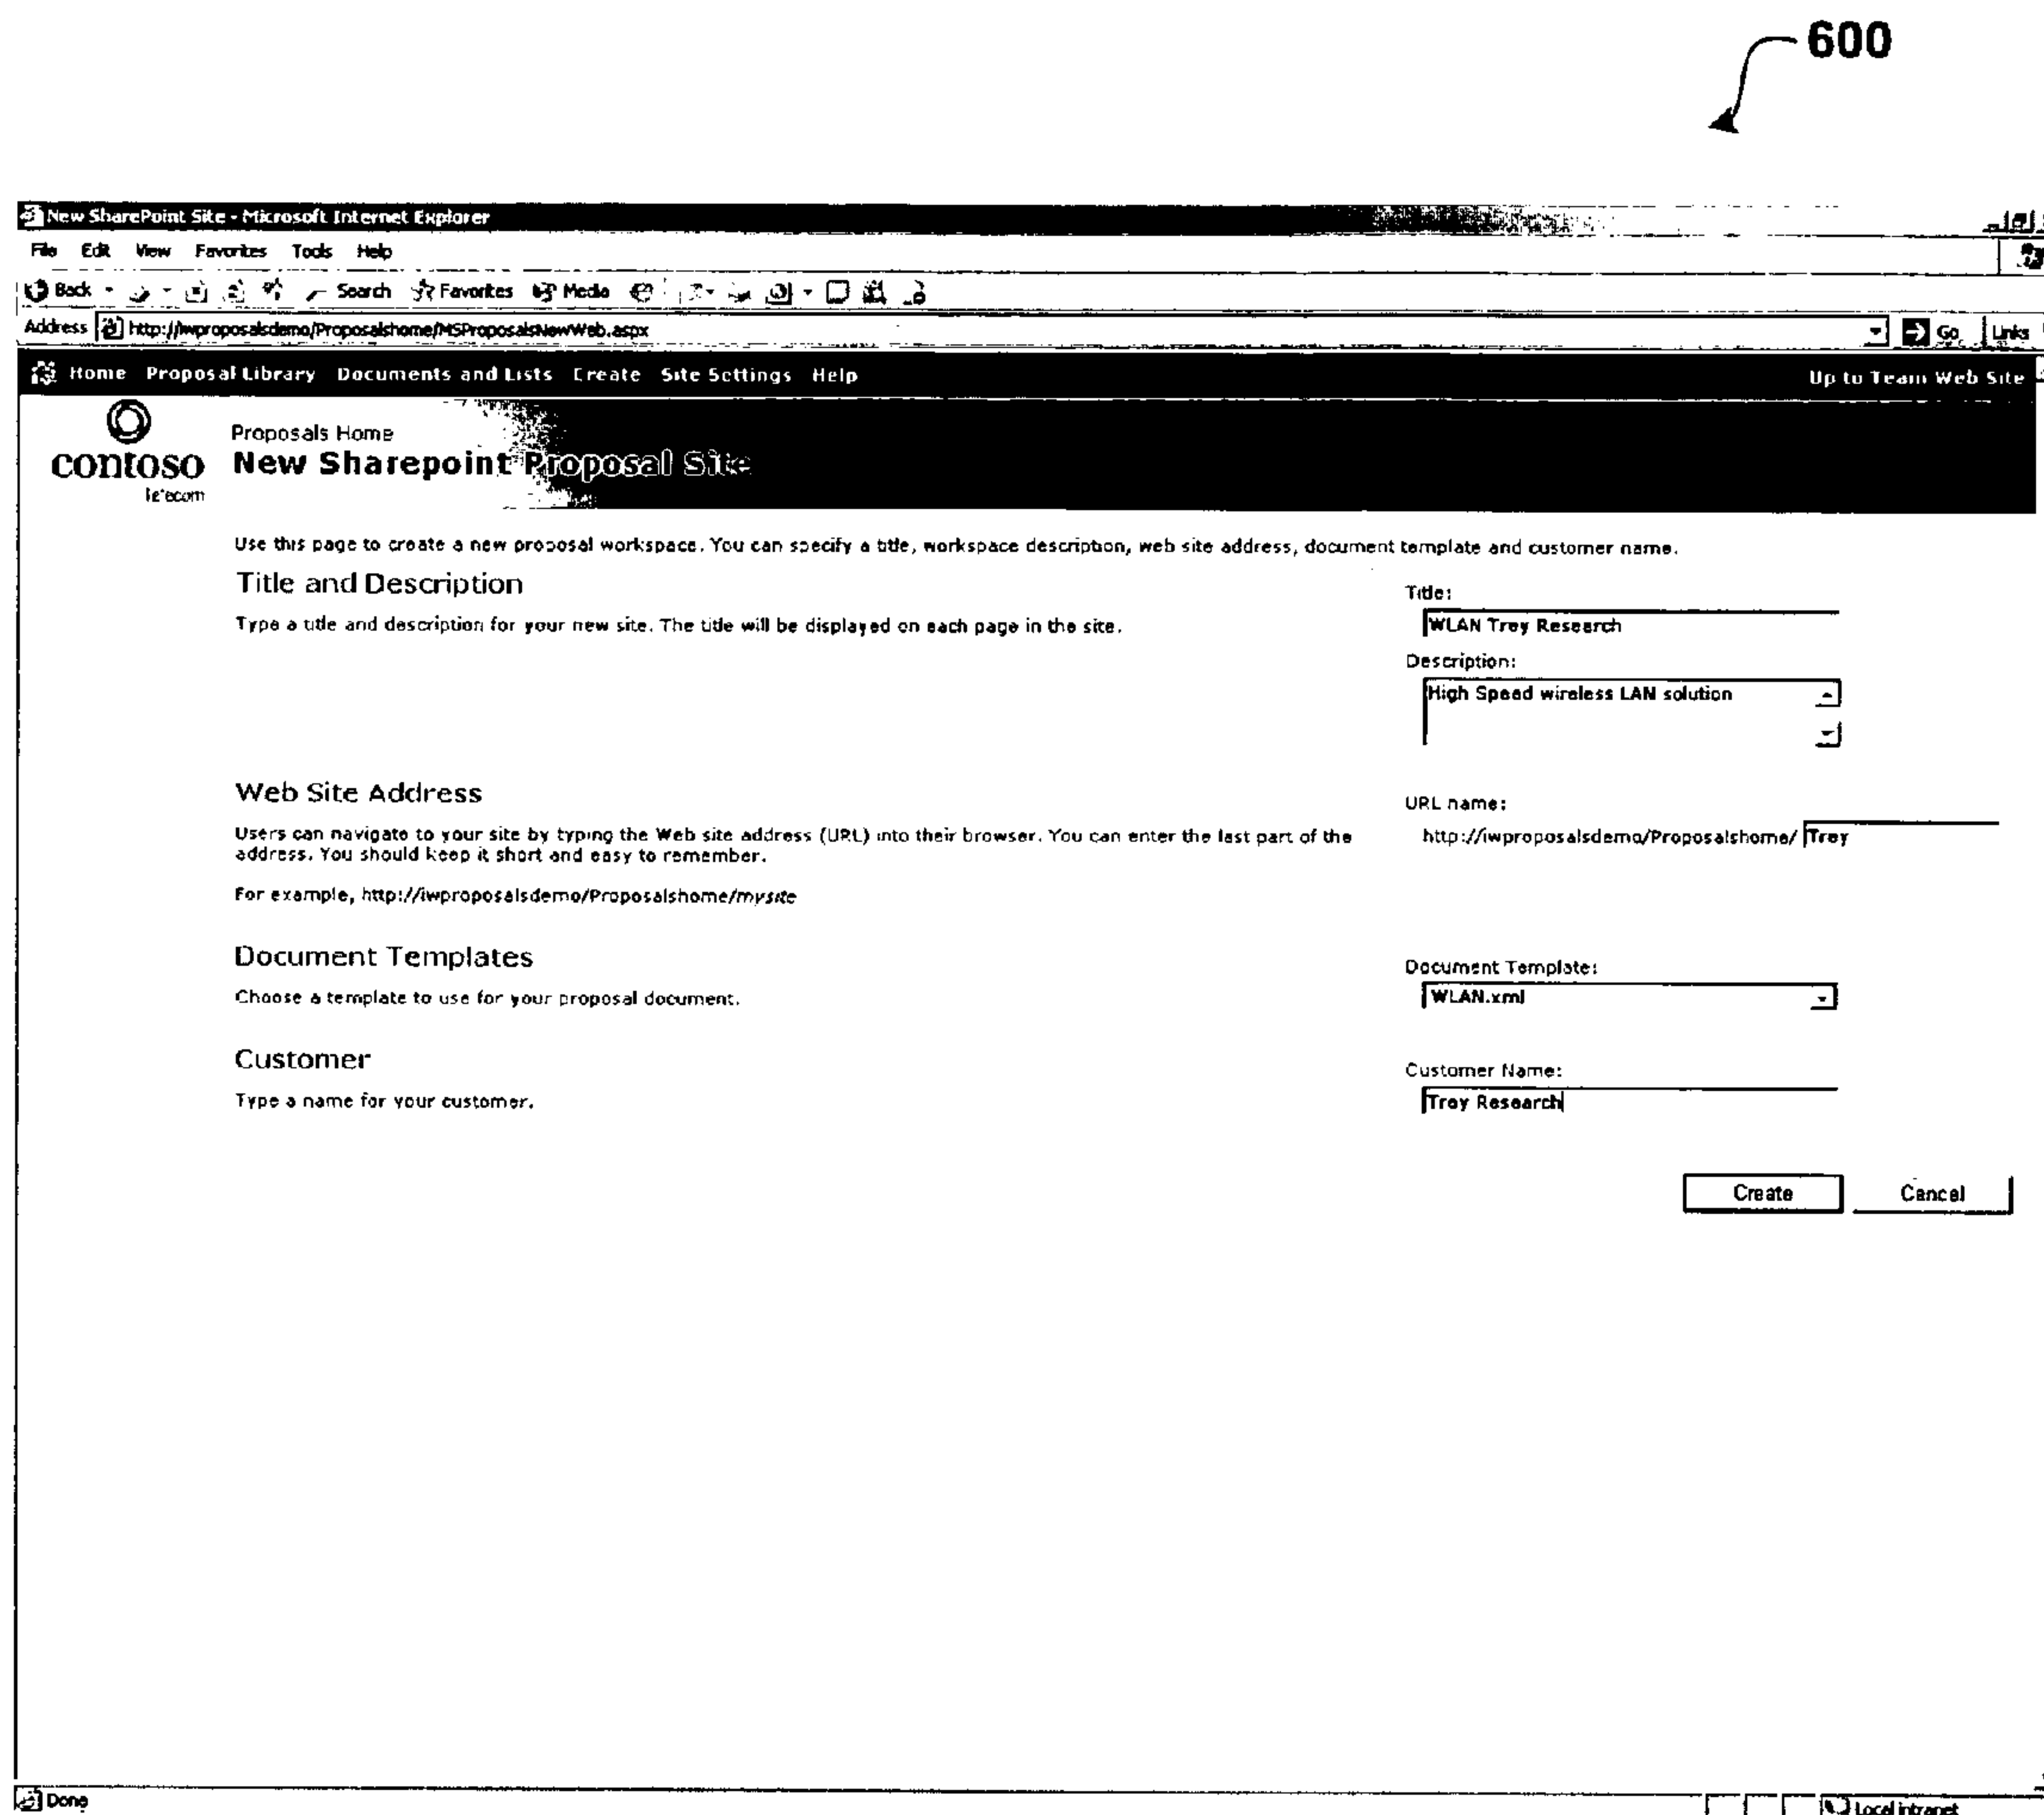 600
New SharePoint Site - Microsoft Internet Explorer
File Edit View Favorites Tools Help
Back Search Favorites Media
Address http://iwproposalsdemo/Proposalshome/MSProposalsNewWeb.aspx Go Links
Home Proposal Library Documents and Lists Create Site Settings Help Up to Team Web Site
Proposals Home
contoso New Sharepoint Proposal Site
Telecom
Use this page to create a new proposal workspace. You can specify a title, workspace description, web site address, document template and customer name.
Title and Description
Title:
Type a title and description for your new site. The title will be displayed on each page in the site.
WLAN Trey Research
Description:
High Speed wireless LAN solution
Web Site Address
URL name:
Users can navigate to your site by typing the Web site address (URL) into their browser. You can enter the last part of the
address. You should keep it short and easy to remember.
http://iwproposalsdemo/Proposalshome/ Trey
For example, http://iwproposalsdemo/Proposalshome/mysite
Document Templates
Document Template:
Choose a template to use for your proposal document.
WLAN.xml
Customer
Customer Name:
Type a name for your customer.
Trey Research
Create Cancel
Done Local intranet